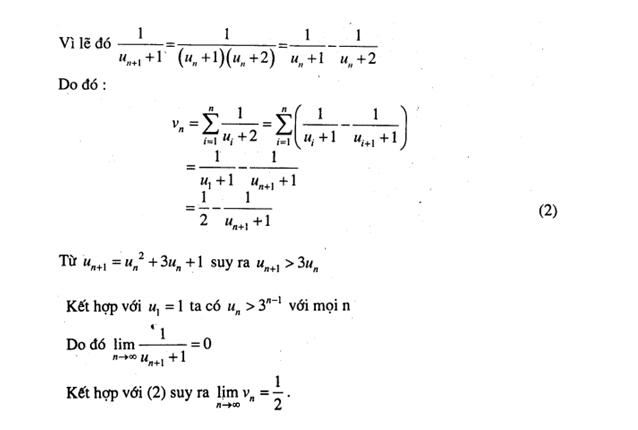 Vì lẽ đó \frac{1}{u_{n+1}+1} = \frac{1}{(u_n+1)(u_n+2)} = \frac{1}{u_n+1} - \frac{1}{u_n+2}
Do đó :
v_n = \sum_{i=1}^{n} \frac{1}{u_i+2} = \sum_{i=1}^{n} \left( \frac{1}{u_i+1} - \frac{1}{u_{i+1}+1} \right)
= \frac{1}{u_1+1} - \frac{1}{u_{n+1}+1}
= \frac{1}{2} - \frac{1}{u_{n+1}+1} (2)
Từ u_{n+1} = u_n^2 + 3u_n + 1 suy ra u_{n+1} > 3u_n
Kết hợp với u_1 = 1 ta có u_n > 3^{n-1} với mọi n
Do đó \lim_{n→∞} \frac{1}{u_{n+1}+1} = 0
Kết hợp với (2) suy ra \lim_{n→∞} v_n = \frac{1}{2}.